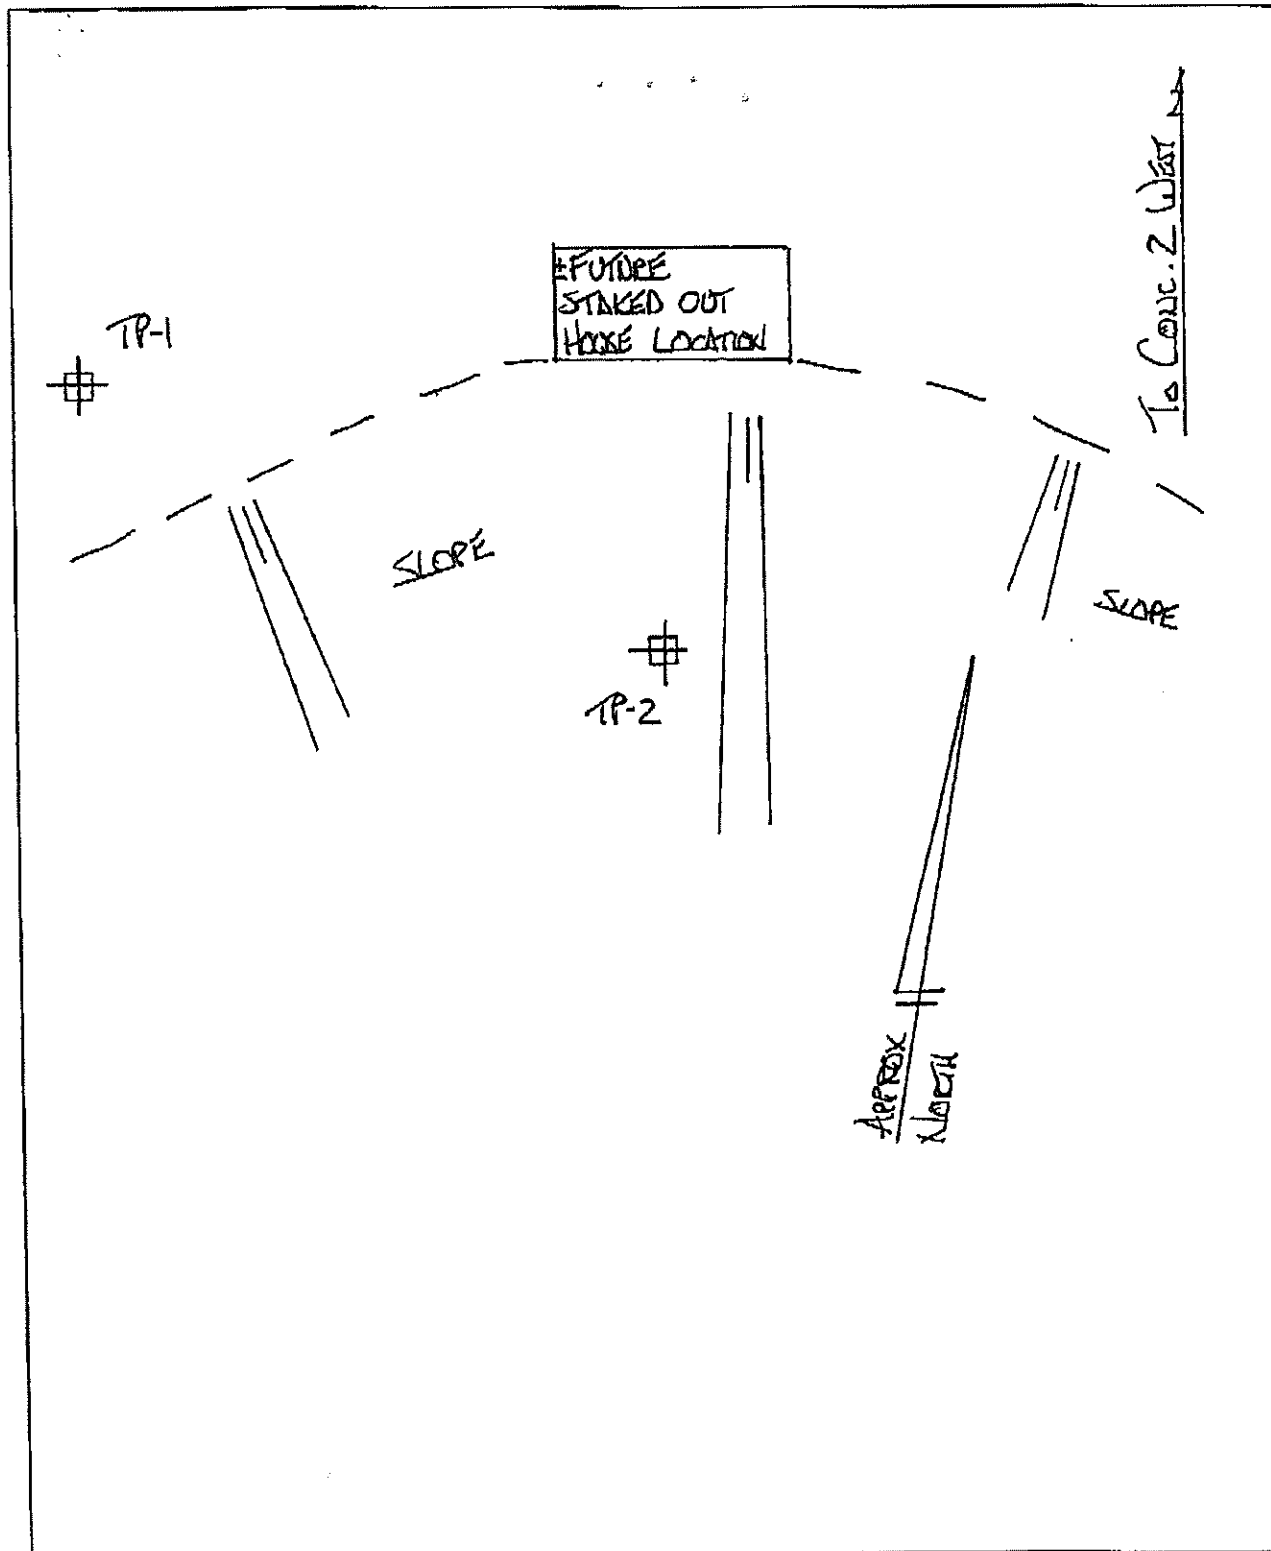 To Conc. 2 West
±FUTURE
STAKED OUT
HOUSE LOCATION
TP-1
SLOPE
SLOPE
TP-2
APPROX
NORTH